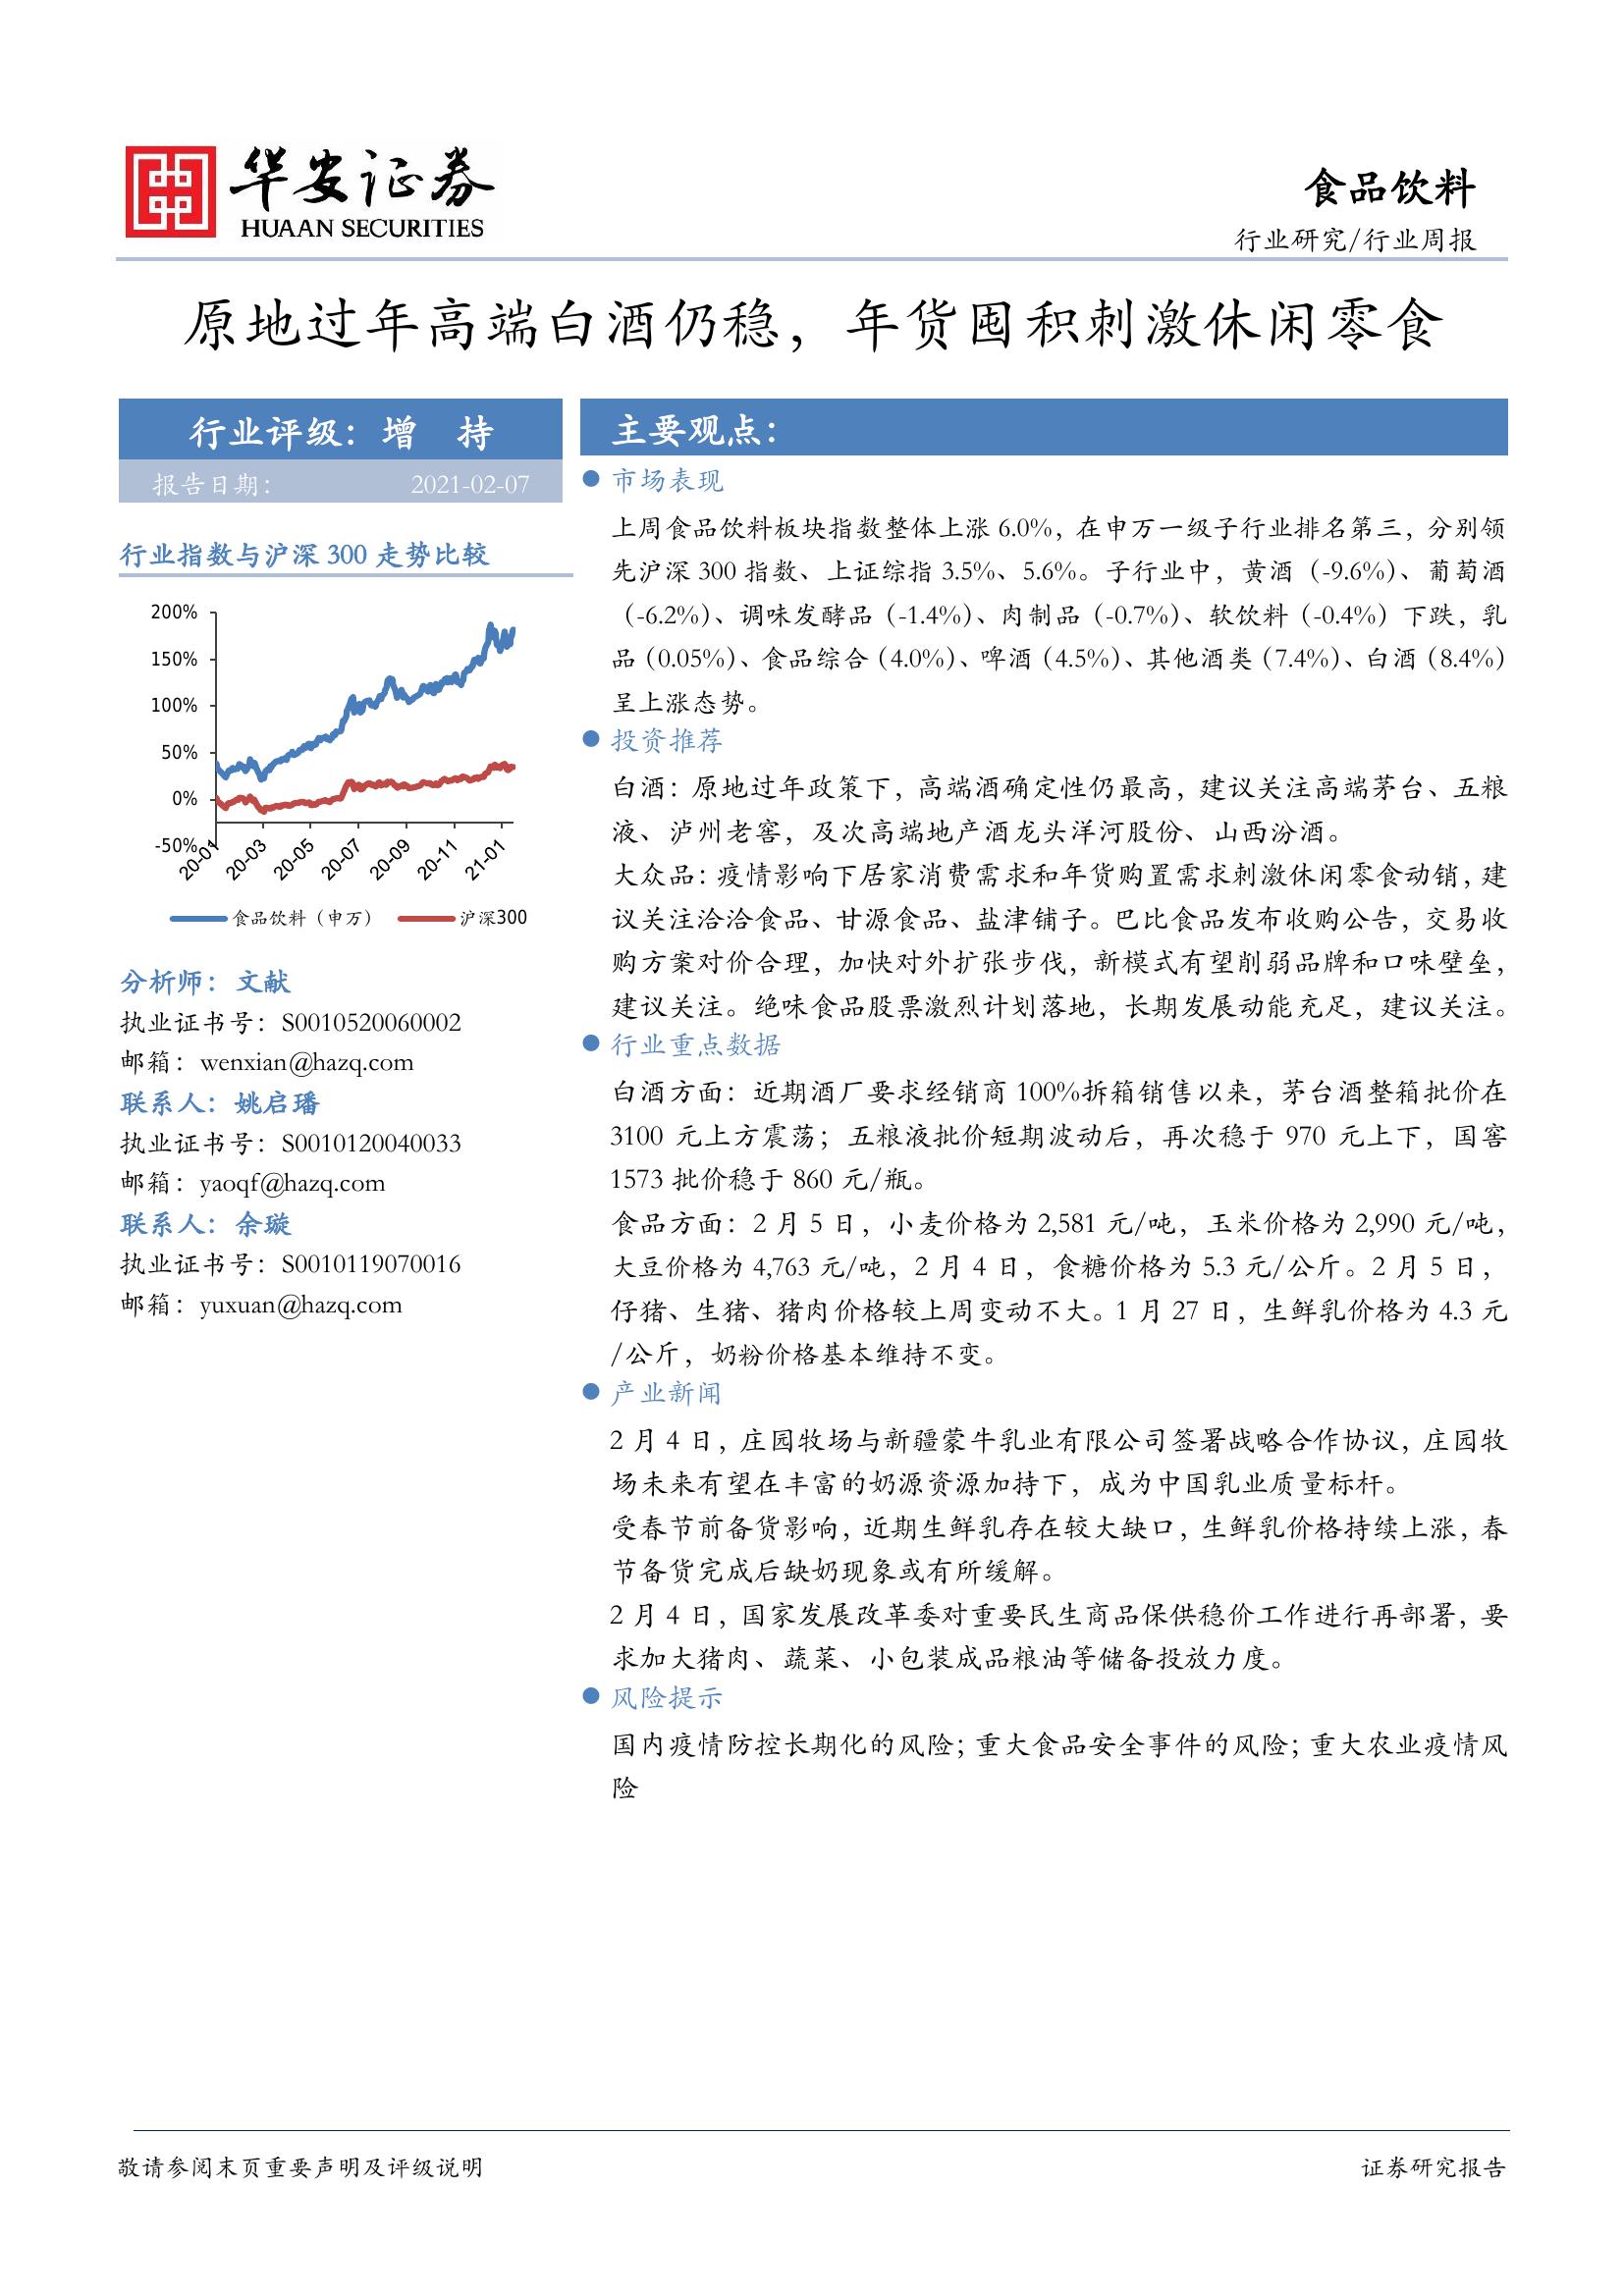 华安证券
HUAAN SECURITIES
食品饮料
行业研究/行业周报
原地过年高端白酒仍稳，年货囤积刺激休闲零食
行业评级：增 持
报告日期： 2021-02-07
行业指数与沪深 300 走势比较
200%
150%
100%
50%
0%
-50%
20-01
20-03
20-05
20-07
20-09
20-11
21-01
食品饮料（申万） 沪深300
分析师：文献
执业证书号：S0010520060002
邮箱：wenxian@hazq.com
联系人：姚启璠
执业证书号：S0010120040033
邮箱：yaoqf@hazq.com
联系人：余璇
执业证书号：S0010119070016
邮箱：yuxuan@hazq.com
主要观点：
市场表现
上周食品饮料板块指数整体上涨 6.0%，在申万一级子行业排名第三，分别领
先沪深 300 指数、上证综指 3.5%、5.6%。子行业中，黄酒（-9.6%）、葡萄酒
（-6.2%）、调味发酵品（-1.4%）、肉制品（-0.7%）、软饮料（-0.4%）下跌，乳
品（0.05%）、食品综合（4.0%）、啤酒（4.5%）、其他酒类（7.4%）、白酒（8.4%）
呈上涨态势。
投资推荐
白酒：原地过年政策下，高端酒确定性仍最高，建议关注高端茅台、五粮
液、泸州老窖，及次高端地产酒龙头洋河股份、山西汾酒。
大众品：疫情影响下居家消费需求和年货购置需求刺激休闲零食动销，建
议关注洽洽食品、甘源食品、盐津铺子。巴比食品发布收购公告，交易收
购方案对价合理，加快对外扩张步伐，新模式有望削弱品牌和口味壁垒，
建议关注。绝味食品股票激烈计划落地，长期发展动能充足，建议关注。
行业重点数据
白酒方面：近期酒厂要求经销商 100%拆箱销售以来，茅台酒整箱批价在
3100 元上方震荡；五粮液批价短期波动后，再次稳于 970 元上下，国窖
1573 批价稳于 860 元/瓶。
食品方面：2 月 5 日，小麦价格为 2,581 元/吨，玉米价格为 2,990 元/吨，
大豆价格为 4,763 元/吨，2 月 4 日，食糖价格为 5.3 元/公斤。2 月 5 日，
仔猪、生猪、猪肉价格较上周变动不大。1 月 27 日，生鲜乳价格为 4.3 元
/公斤，奶粉价格基本维持不变。
产业新闻
2 月 4 日，庄园牧场与新疆蒙牛乳业有限公司签署战略合作协议，庄园牧
场未来有望在丰富的奶源资源加持下，成为中国乳业质量标杆。
受春节前备货影响，近期生鲜乳存在较大缺口，生鲜乳价格持续上涨，春
节备货完成后缺奶现象或有所缓解。
2 月 4 日，国家发展改革委对重要民生商品保供稳价工作进行再部署，要
求加大猪肉、蔬菜、小包装成品粮油等储备投放力度。
风险提示
国内疫情防控长期化的风险；重大食品安全事件的风险；重大农业疫情风
险
敬请参阅末页重要声明及评级说明 证券研究报告